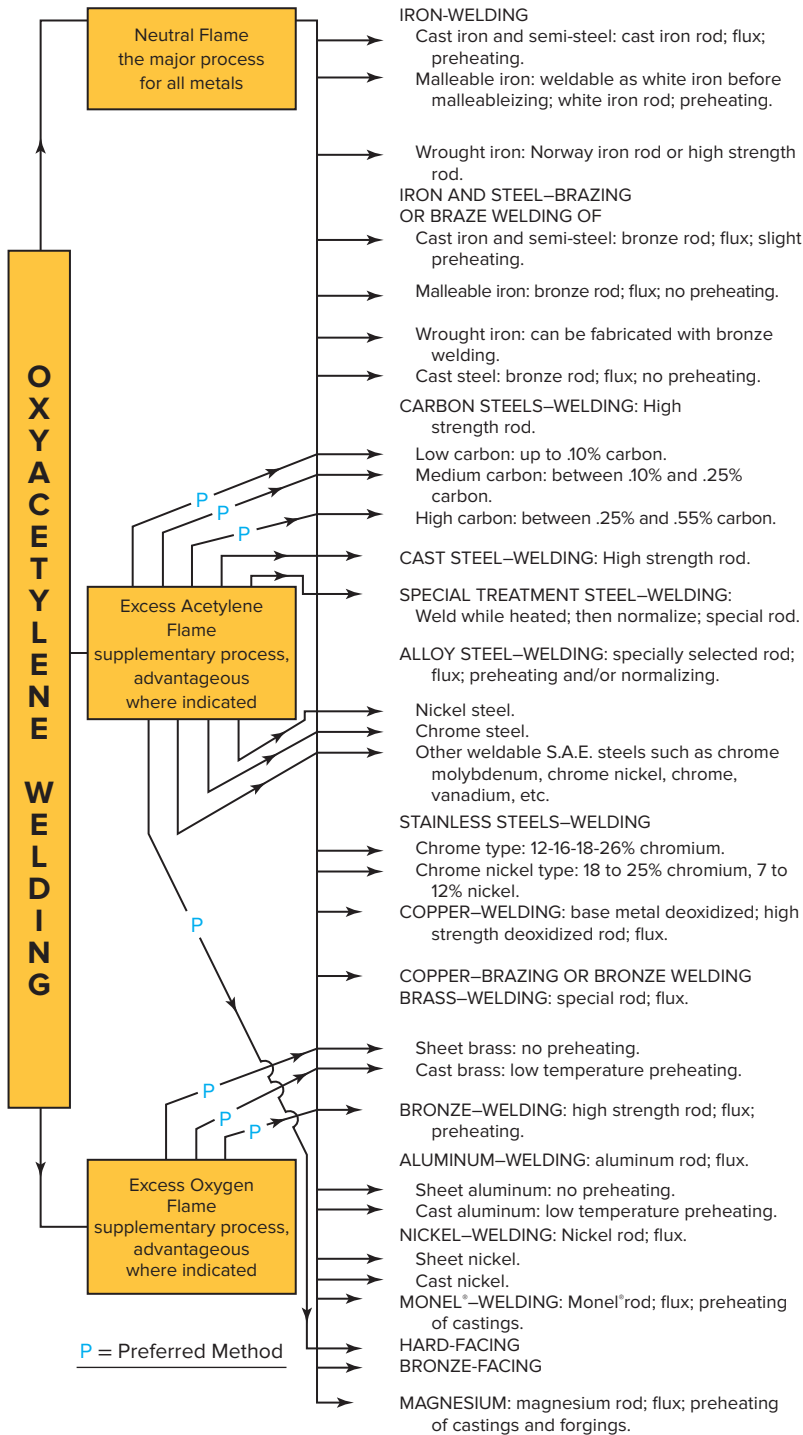 Neutral Flame
the major process
for all metals
OXYACETYLENE WELDING
Excess Acetylene
Flame
supplementary process,
advantageous
where indicated
Excess Oxygen
Flame
supplementary process,
advantageous
where indicated
P
P
P
P
P
P
P
P = Preferred Method
IRON-WELDING
Cast iron and semi-steel: cast iron rod; flux;
preheating.
Malleable iron: weldable as white iron before
malleableizing; white iron rod; preheating.
Wrought iron: Norway iron rod or high strength
rod.
IRON AND STEEL–BRAZING
OR BRAZE WELDING OF
Cast iron and semi-steel: bronze rod; flux; slight
preheating.
Malleable iron: bronze rod; flux; no preheating.
Wrought iron: can be fabricated with bronze
welding.
Cast steel: bronze rod; flux; no preheating.
CARBON STEELS–WELDING: High
strength rod.
Low carbon: up to .10% carbon.
Medium carbon: between .10% and .25%
carbon.
High carbon: between .25% and .55% carbon.
CAST STEEL–WELDING: High strength rod.
SPECIAL TREATMENT STEEL–WELDING:
Weld while heated; then normalize; special rod.
ALLOY STEEL–WELDING: specially selected rod;
flux; preheating and/or normalizing.
Nickel steel.
Chrome steel.
Other weldable S.A.E. steels such as chrome
molybdenum, chrome nickel, chrome,
vanadium, etc.
STAINLESS STEELS–WELDING
Chrome type: 12-16-18-26% chromium.
Chrome nickel type: 18 to 25% chromium, 7 to
12% nickel.
COPPER–WELDING: base metal deoxidized; high
strength deoxidized rod; flux.
COPPER–BRAZING OR BRONZE WELDING
BRASS–WELDING: special rod; flux.
Sheet brass: no preheating.
Cast brass: low temperature preheating.
BRONZE–WELDING: high strength rod; flux;
preheating.
ALUMINUM–WELDING: aluminum rod; flux.
Sheet aluminum: no preheating.
Cast aluminum: low temperature preheating.
NICKEL–WELDING: Nickel rod; flux.
Sheet nickel.
Cast nickel.
MONEL®–WELDING: Monel®rod; flux; preheating
of castings.
HARD-FACING
BRONZE-FACING
MAGNESIUM: magnesium rod; flux; preheating
of castings and forgings.